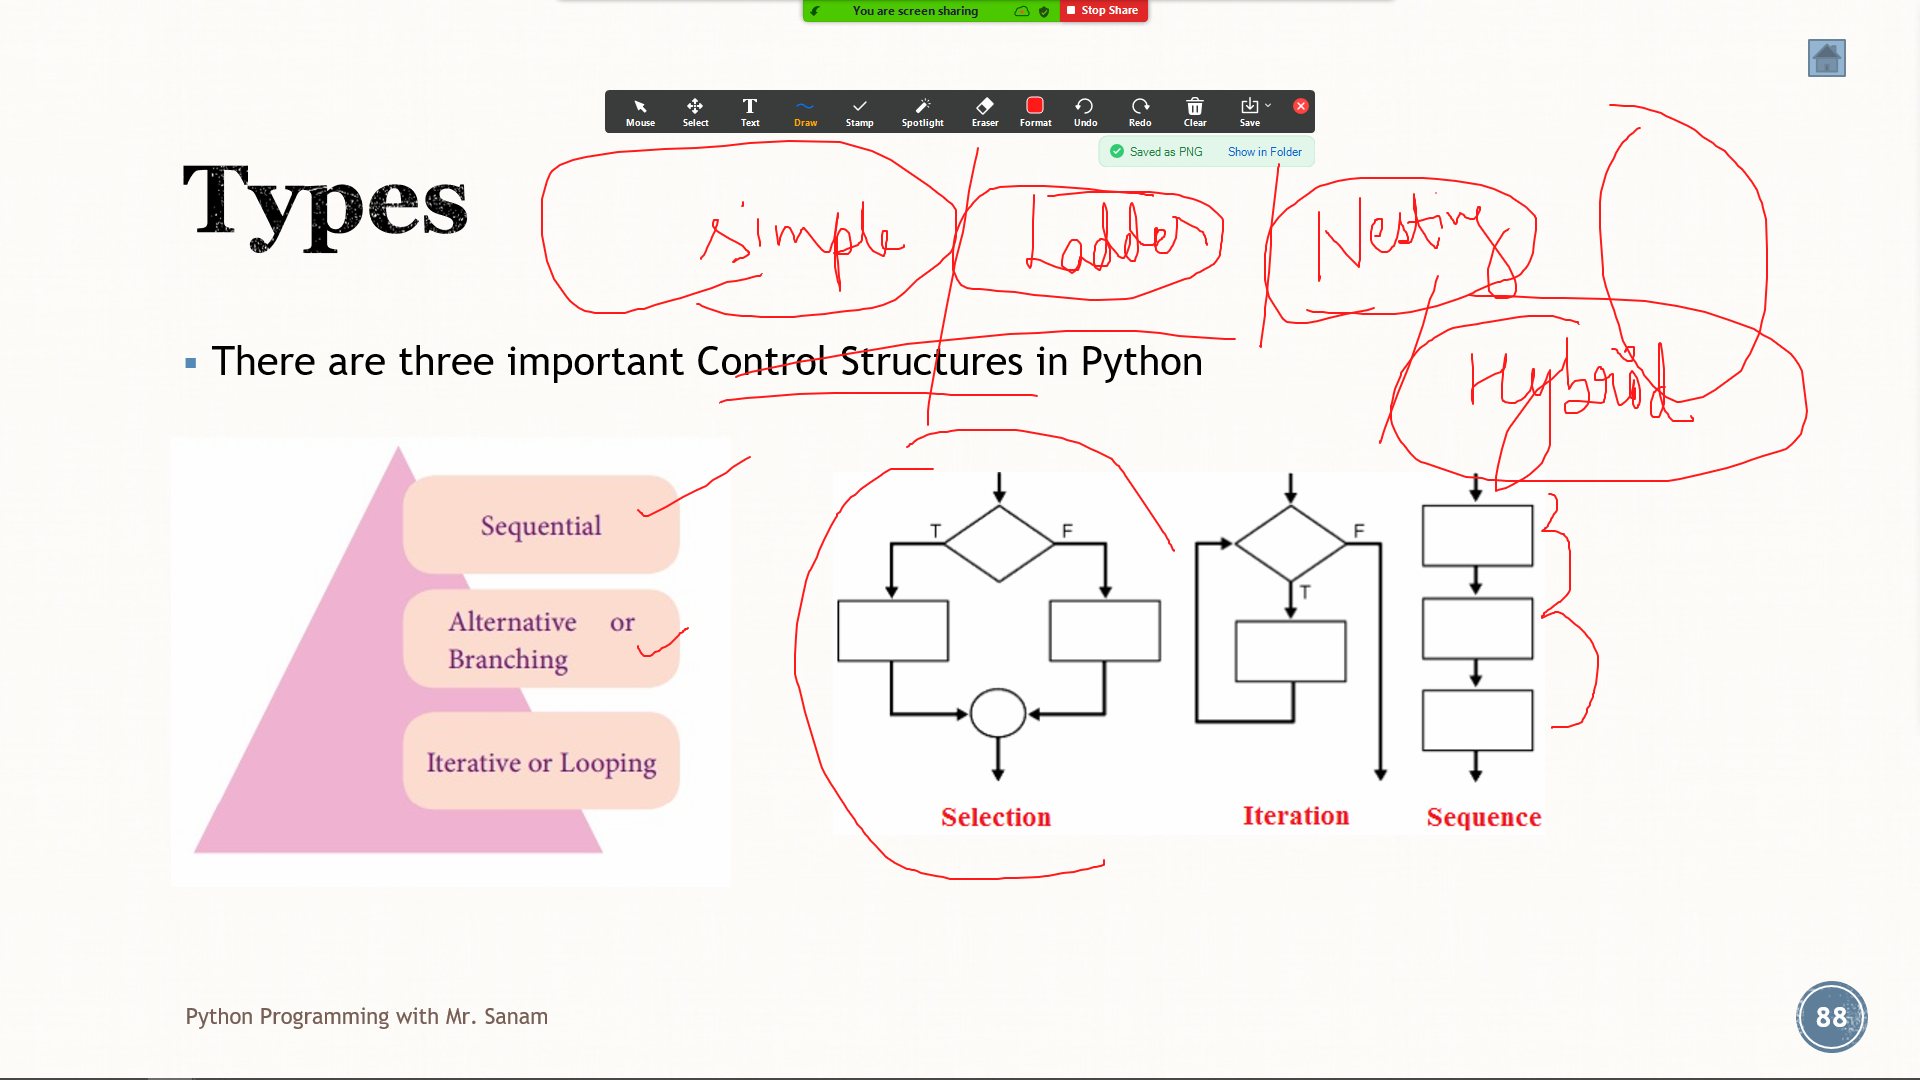 You are screen sharing
Stop Share
Mouse Select Text Draw Stamp Spotlight Eraser Format Undo Redo Clear Save
Saved as PNG Show in Folder
Types
Simple Ladder Nesting
Hybrid
There are three important Control Structures in Python
Sequential
Alternative or
Branching
Iterative or Looping
T F
F
T
Selection Iteration Sequence
Python Programming with Mr. Sanam
88